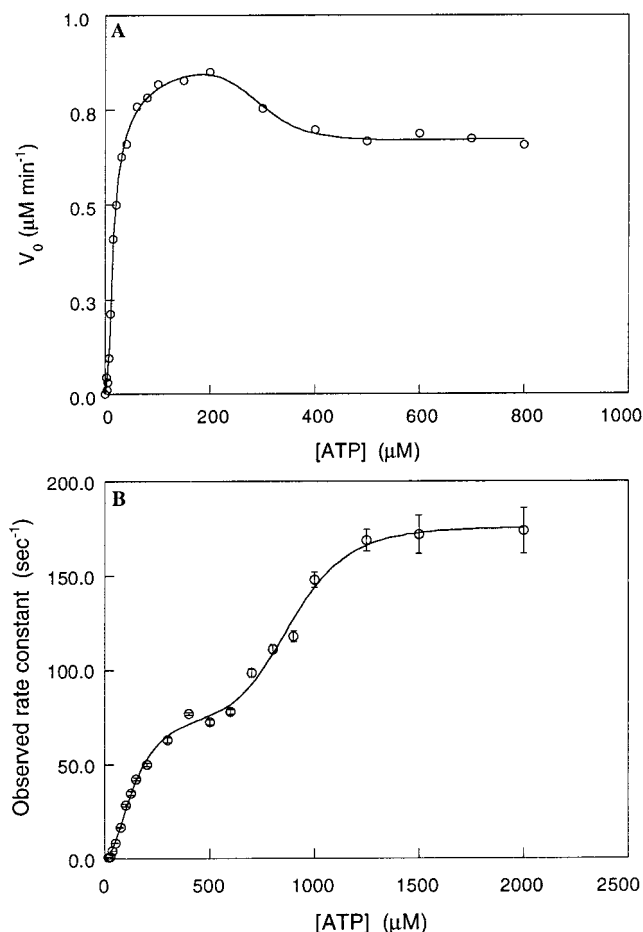 A
1.0
0.8
0.5
0.3
0.0
V₀ (μM min⁻¹)
0 200 400 600 800 1000
[ATP] (μM)
B
200.0
150.0
100.0
50.0
0.0
Observed rate constant (sec⁻¹)
0 500 1000 1500 2000 2500
[ATP] (μM)